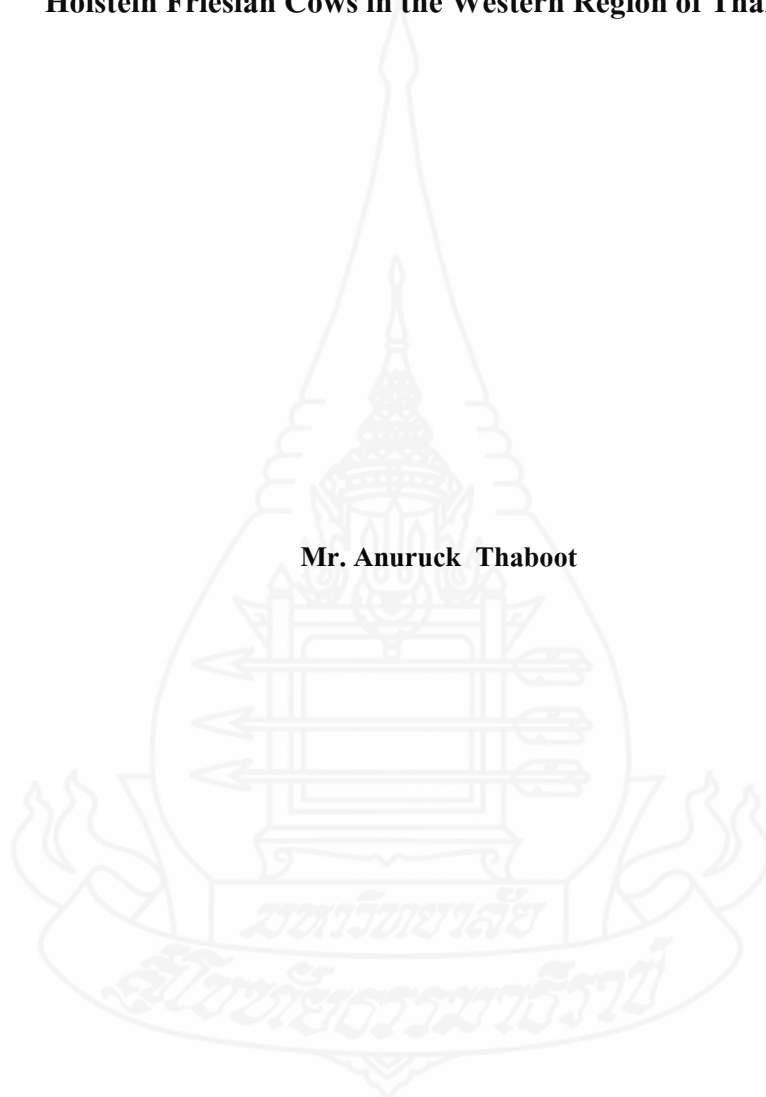 Holstein Friesian Cows in the Western Region of Tha
Mr. Anuruck Thaboot
มหาวิทยาลัย
สุโขทัยธรรมาธิราช